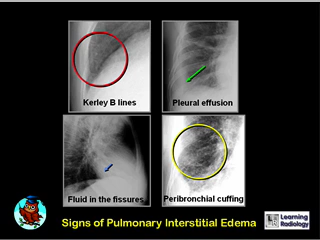 Kerley B lines
Pleural effusion
Fluid in the fissures
Peribronchial cuffing
Signs of Pulmonary Interstitial Edema
Learning
Radiology